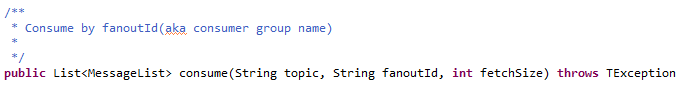 /**
 * Consume by fanoutId(aka consumer group name)
 *
 */
public List<MessageList> consume(String topic, String fanoutId, int fetchSize) throws TException